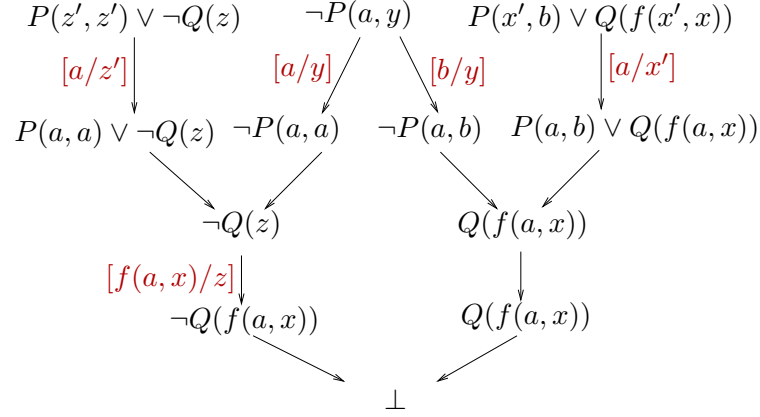 P(z′, z′) ∨ ¬Q(z) ¬P(a, y) P(x′, b) ∨ Q(f(x′, x))
[a/z′] [a/y] [b/y] [a/x′]
P(a, a) ∨ ¬Q(z) ¬P(a, a) ¬P(a, b) P(a, b) ∨ Q(f(a, x))
¬Q(z) Q(f(a, x))
[f(a, x)/z]
¬Q(f(a, x)) Q(f(a, x))
⊥